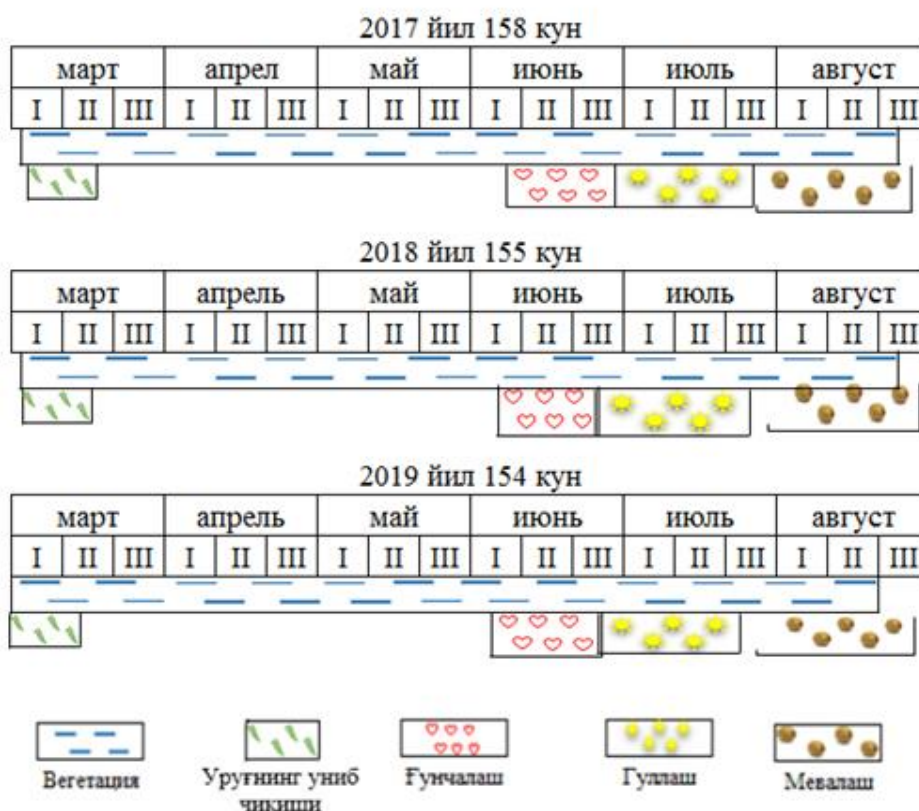 2017 йил 158 кун
март апрел май июнь июль август
I II III I II III I II III I II III I II III I II III
2018 йил 155 кун
март апрель май июнь июль август
I II III I II III I II III I II III I II III I II III
2019 йил 154 кун
март апрель май июнь июль август
I II III I II III I II III I II III I II III I II III
Вегетация Уруғнинг униб Ғунчалаш Гуллаш Мевалаш
чиқиши